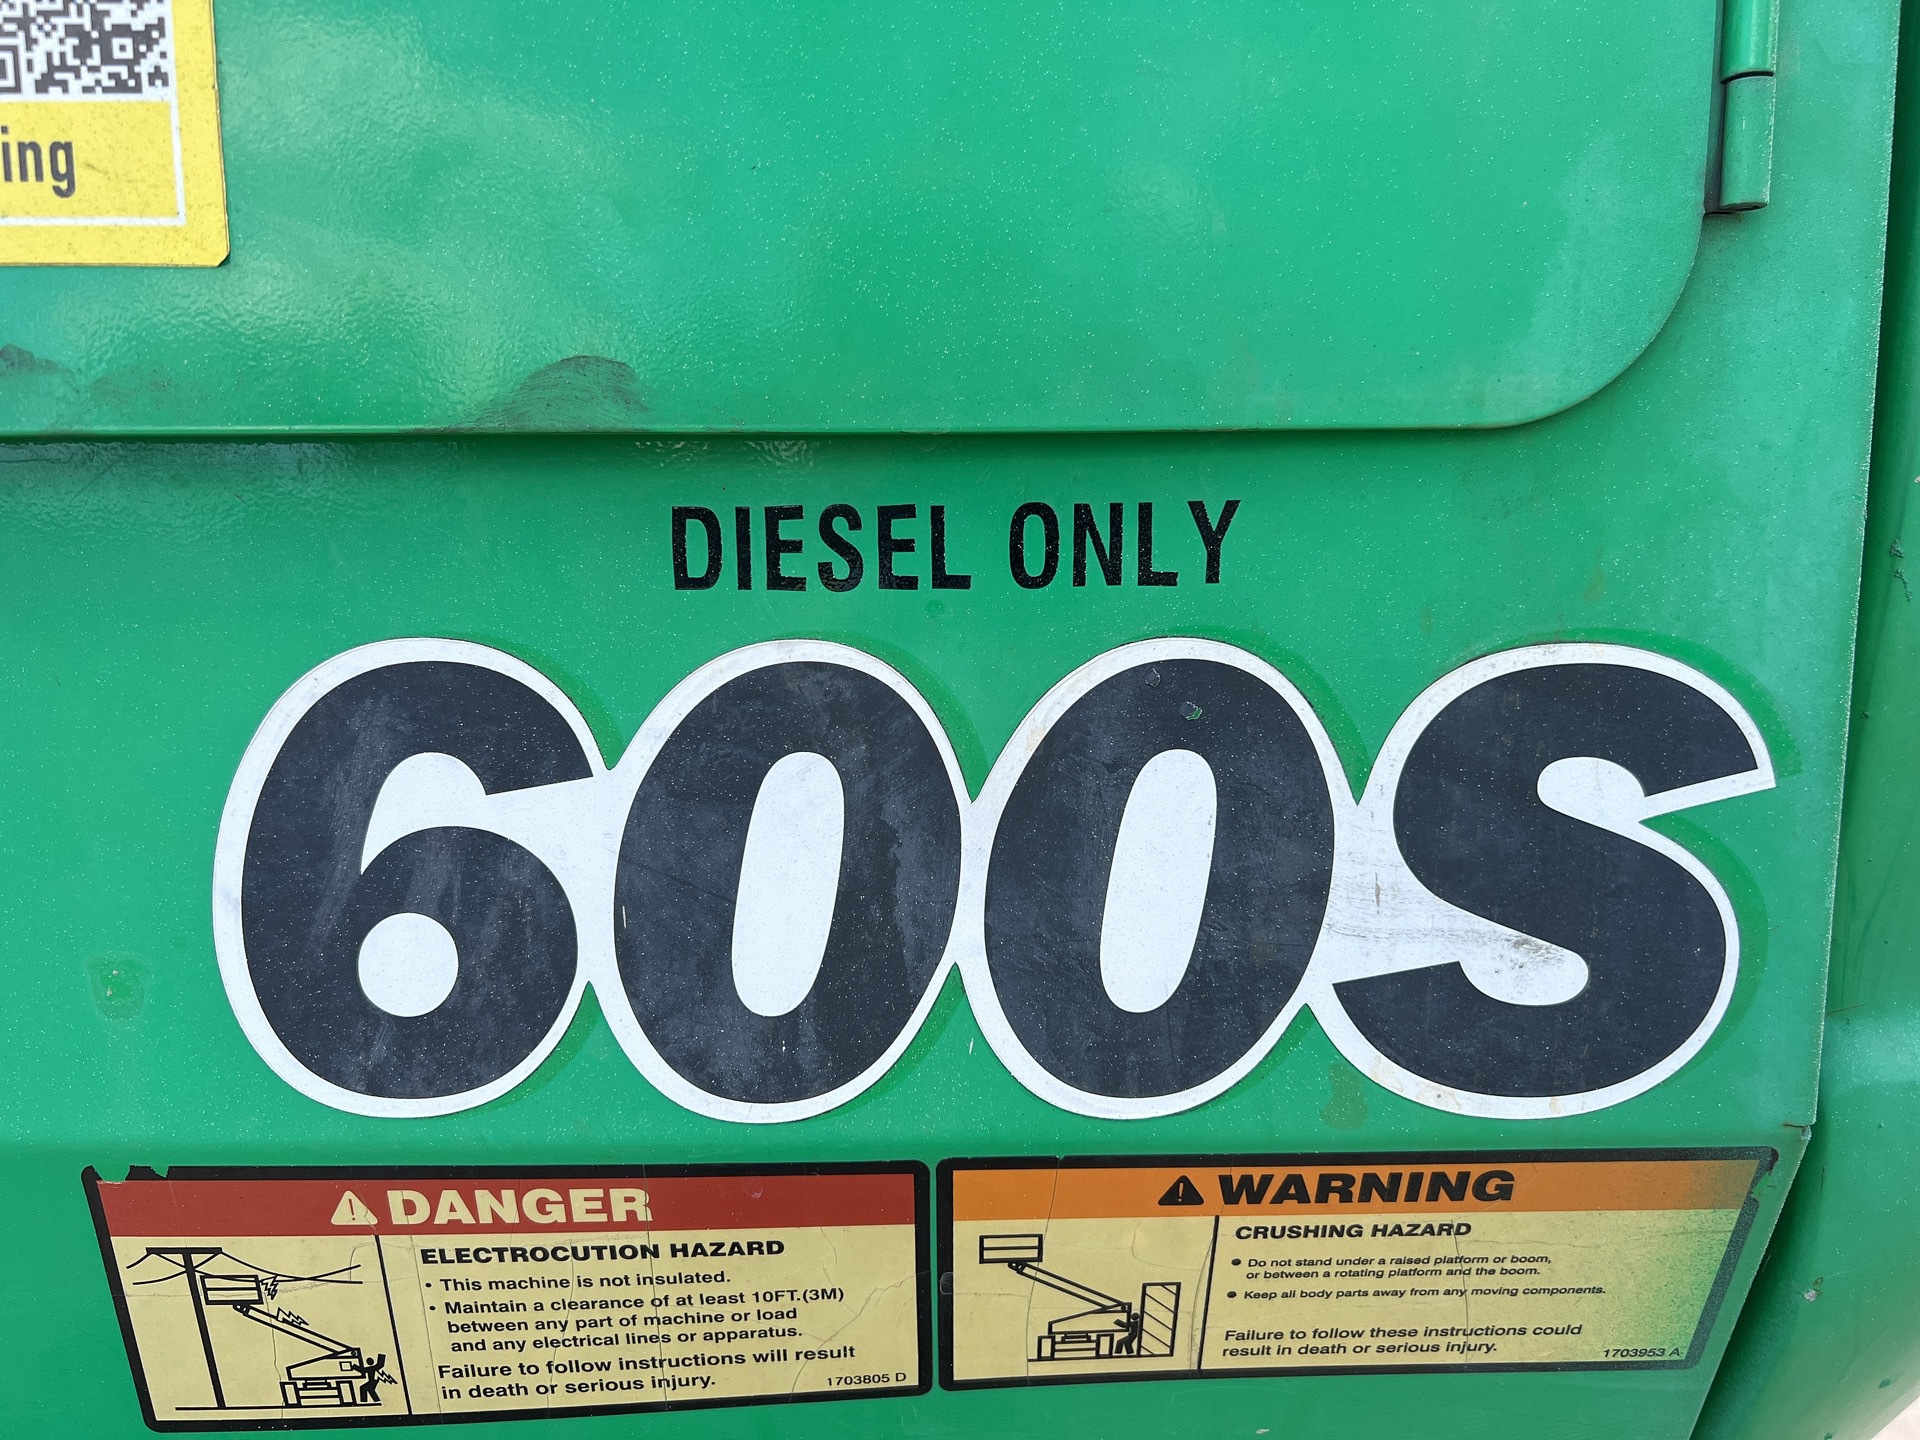 ing
DIESEL ONLY
600S
DANGER
ELECTROCUTION HAZARD
• This machine is not insulated.
• Maintain a clearance of at least 10FT.(3M)
between any part of machine or load
and any electrical lines or apparatus.
Failure to follow instructions will result
in death or serious injury.
1703805 D
WARNING
CRUSHING HAZARD
• Do not stand under a raised platform or boom,
or between a rotating platform and the boom.
• Keep all body parts away from any moving components.
Failure to follow these instructions could
result in death or serious injury.
1703953 A